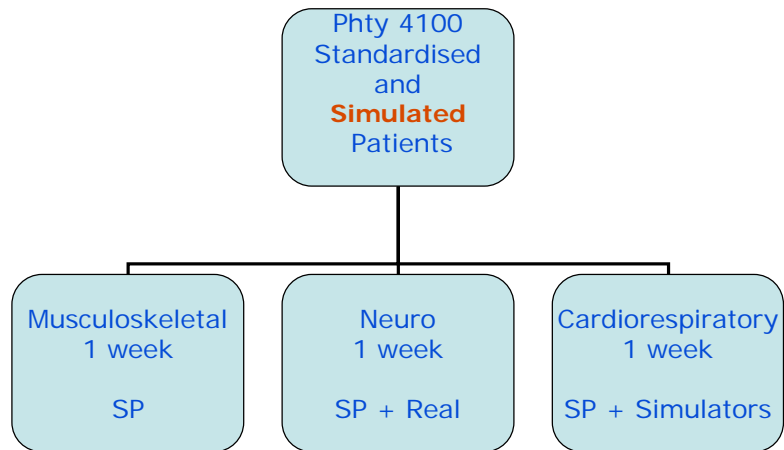 Phty 4100
Standardised
and
Simulated
Patients
Musculoskeletal
1 week
SP
Neuro
1 week
SP + Real
Cardiorespiratory
1 week
SP + Simulators